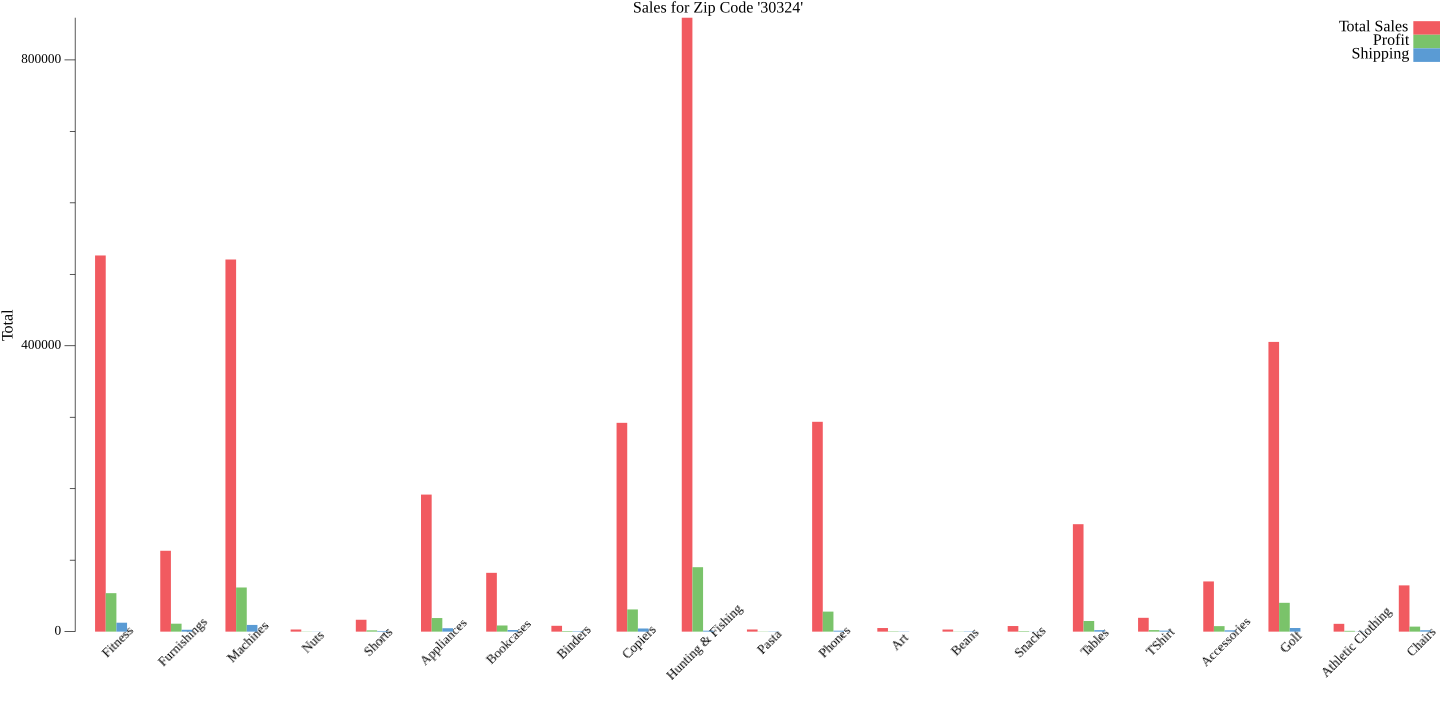 Sales for Zip Code '30324'
Total Sales
Profit
Shipping
800000
400000
0
Total
Fitness
Furnishings
Machines
Nuts
Shorts
Appliances
Bookcases
Binders
Copiers
Hunting & Fishing
Pasta
Phones
Art
Beans
Snacks
Tables
TShirt
Accessories
Golf
Athletic Clothing
Chairs